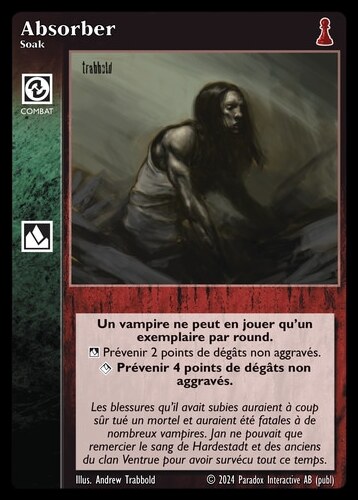 Absorber
Soak
trabbold
COMBAT
Un vampire ne peut en jouer qu'un
exemplaire par round.
Prévenir 2 points de dégâts non aggravés.
Prévenir 4 points de dégâts non
aggravés.
Les blessures qu'il avait subies auraient à coup
sûr tué un mortel et auraient été fatales à de
nombreux vampires. Jan ne pouvait que
remercier le sang de Hardestadt et des anciens
du clan Ventrue pour avoir survécu tout ce temps.
Illus. Andrew Trabbold © 2024 Paradox Interactive AB (publ)